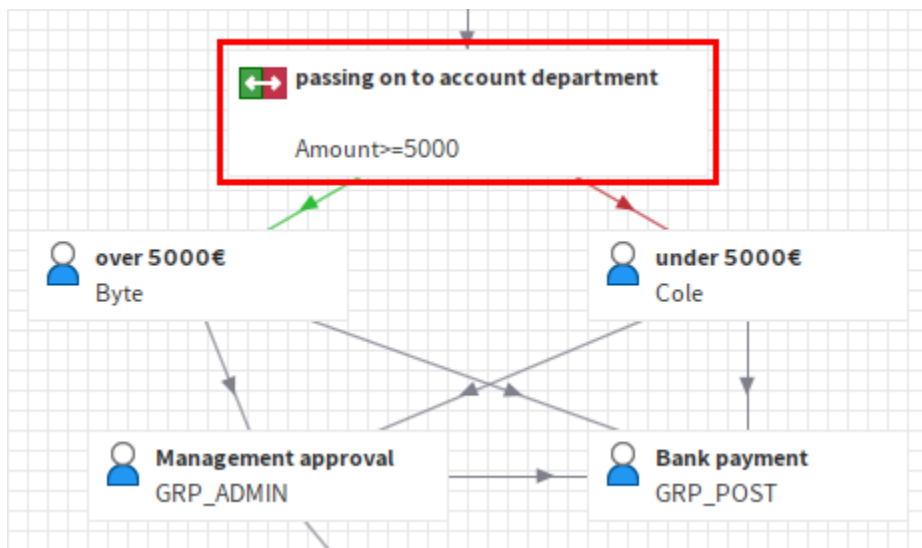 passing on to account department
Amount>=5000
over 5000€
Byte
under 5000€
Cole
Management approval
GRP_ADMIN
Bank payment
GRP_POST